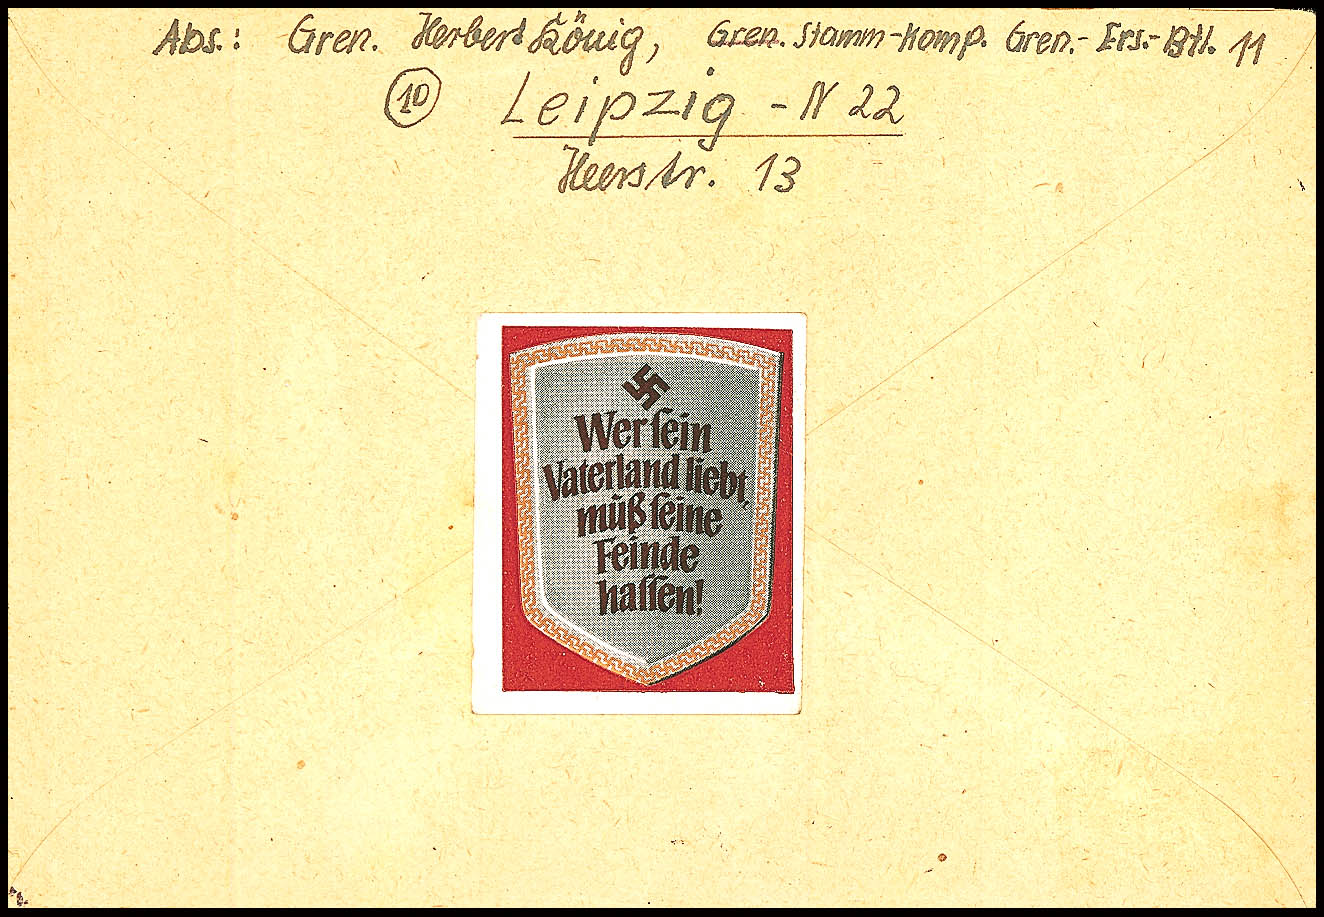 Abs.: Gren. Herbert König, Gren. Stamm-Komp. Gren.-Ers.-Btl. 11
10 Leipzig - N 22
Heerstr. 13
Wer sein
Vaterland liebt,
muß seine
Feinde
hassen!